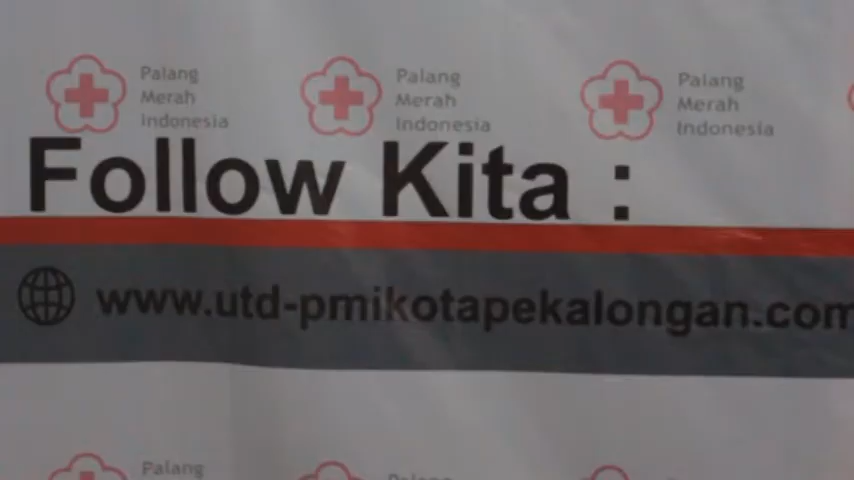 Palang
Merah
Indonesia
Palang
Merah
Indonesia
Palang
Merah
Indonesia
Follow Kita :
www.utd-pmikotapekalongan.com
Palang